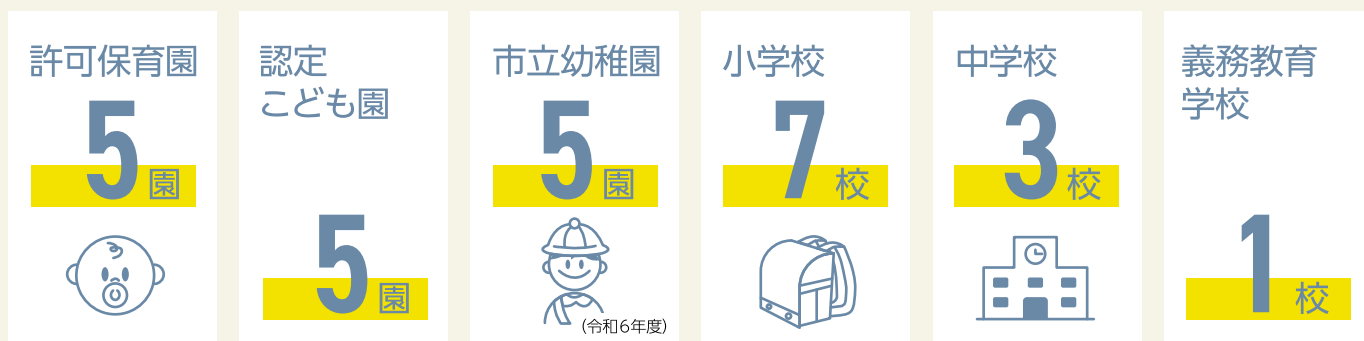 許可保育園
5園
認定
こども園
5園
市立幼稚園
5園
(令和6年度)
小学校
7校
中学校
3校
義務教育
学校
1校